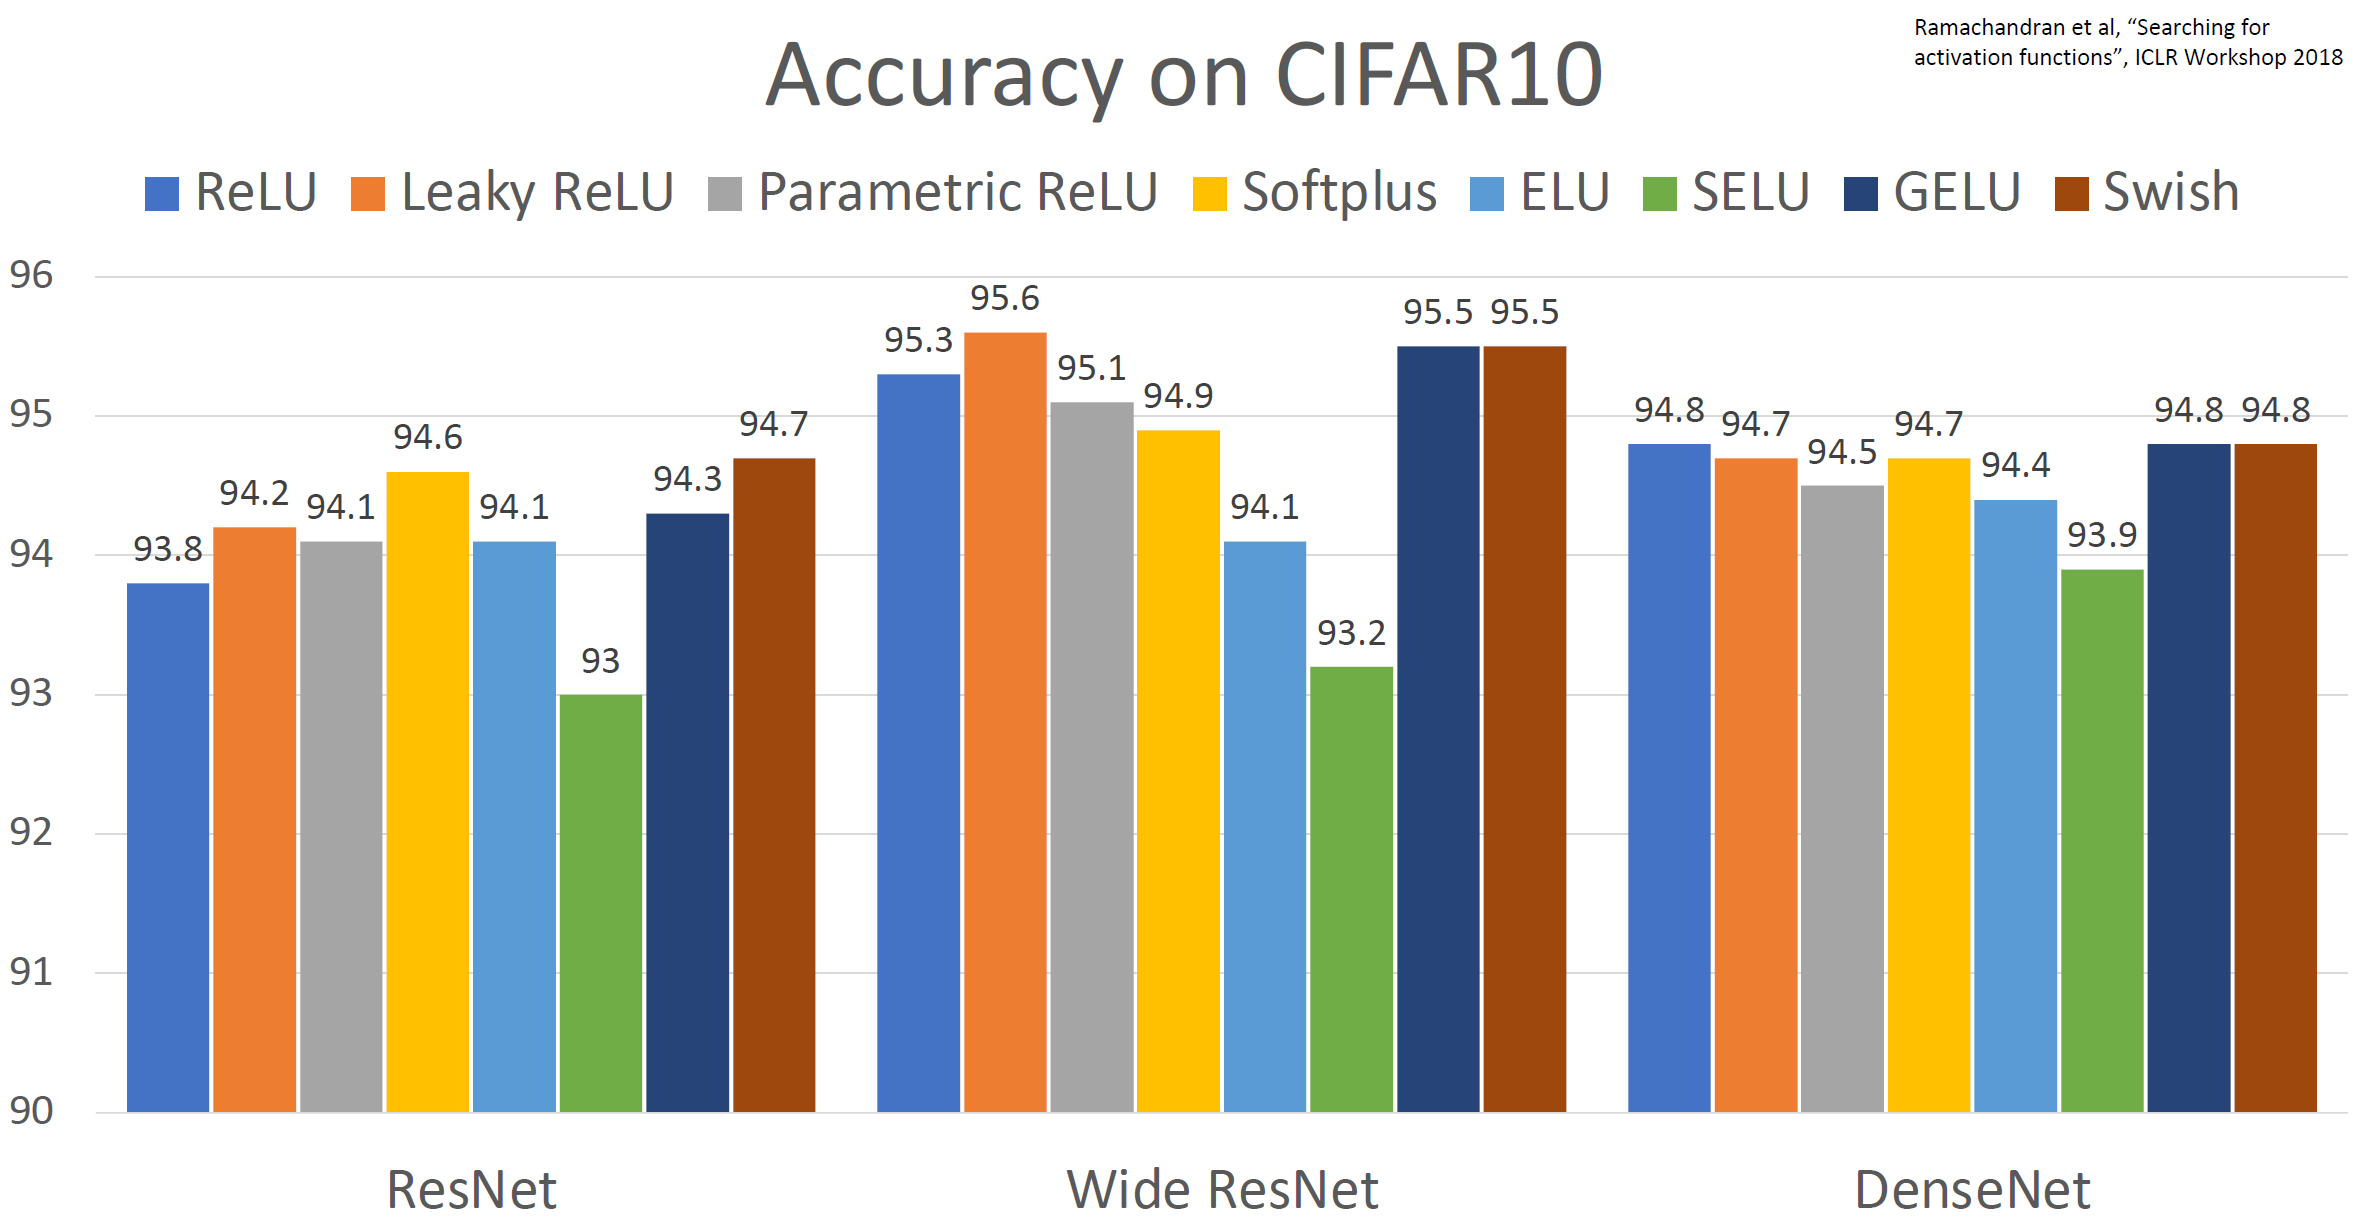 Ramachandran et al, “Searching for
activation functions”, ICLR Workshop 2018
Accuracy on CIFAR10
ReLU Leaky ReLU Parametric ReLU Softplus ELU SELU GELU Swish
96
95
94
93
92
91
90
93.8 94.2 94.1 94.6 94.1 93 94.3 94.7
95.3 95.6 95.1 94.9 94.1 93.2 95.5 95.5
94.8 94.7 94.5 94.7 94.4 93.9 94.8 94.8
ResNet Wide ResNet DenseNet